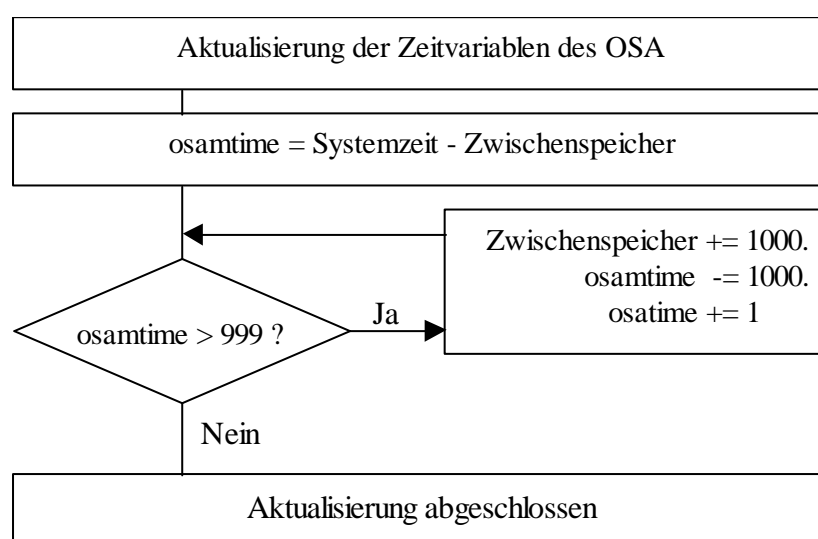 Aktualisierung der Zeitvariablen des OSA
osamtime = Systemzeit - Zwischenspeicher
Zwischenspeicher += 1000.
osamtime -= 1000.
osatime += 1
osamtime > 999 ?
Ja
Nein
Aktualisierung abgeschlossen